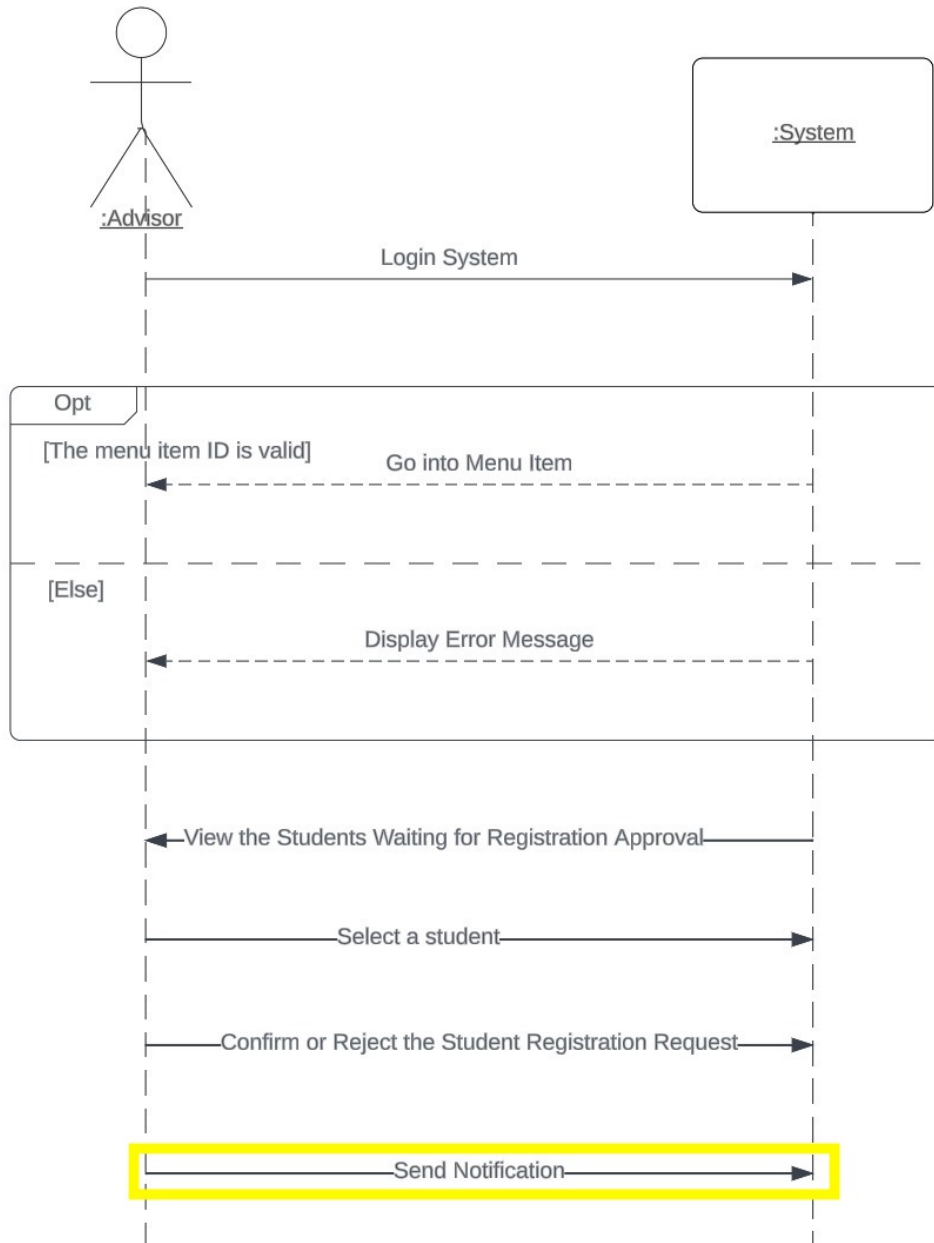 :System
:Advisor
Login System
Opt
[The menu item ID is valid]
Go into Menu Item
[Else]
Display Error Message
View the Students Waiting for Registration Approval
Select a student
Confirm or Reject the Student Registration Request
Send Notification